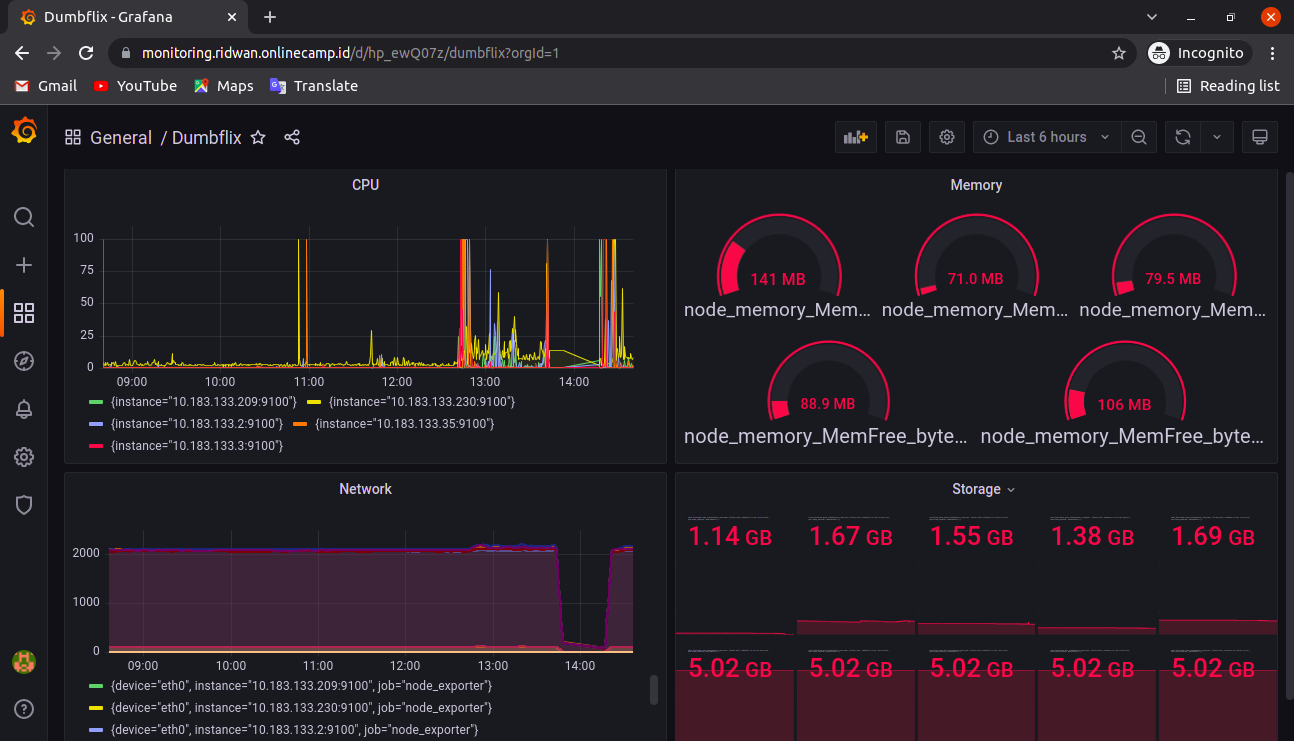 Dumbflix - Grafana
monitoring.ridwan.onlinecamp.id/d/hp_ewQ07z/dumbflix?orgId=1
Incognito
Gmail
YouTube
Maps
Translate
Reading list
General / Dumbflix
Last 6 hours
CPU
100
75
50
25
0
09:00 10:00 11:00 12:00 13:00 14:00
{instance="10.183.133.209:9100"} {instance="10.183.133.230:9100"}
{instance="10.183.133.2:9100"} {instance="10.183.133.35:9100"}
{instance="10.183.133.3:9100"}
Memory
141 MB 71.0 MB 79.5 MB
node_memory_Mem... node_memory_Mem... node_memory_Mem...
88.9 MB 106 MB
node_memory_MemFree_byte... node_memory_MemFree_byte...
Network
2000
1000
0
09:00 10:00 11:00 12:00 13:00 14:00
{device="eth0", instance="10.183.133.209:9100", job="node_exporter"}
{device="eth0", instance="10.183.133.230:9100", job="node_exporter"}
{device="eth0", instance="10.183.133.2:9100", job="node_exporter"}
Storage
1.14 GB 1.67 GB 1.55 GB 1.38 GB 1.69 GB
5.02 GB 5.02 GB 5.02 GB 5.02 GB 5.02 GB